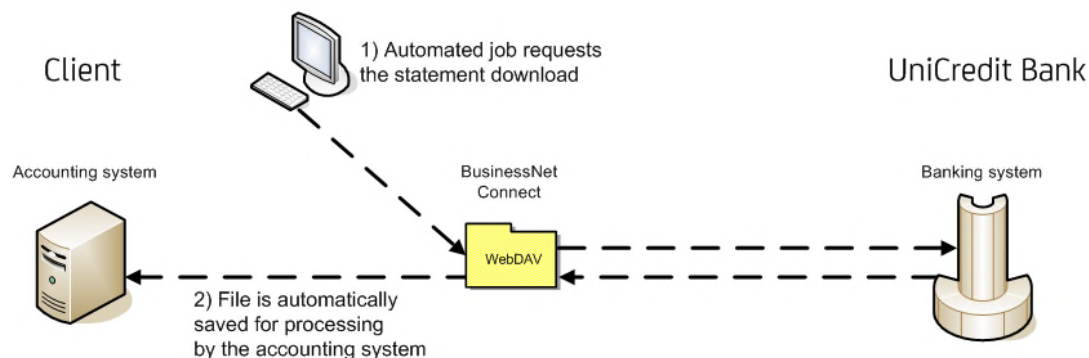 1) Automated job requests
the statement download
Client
UniCredit Bank
Accounting system
BusinessNet
Connect
Banking system
WebDAV
2) File is automatically
saved for processing
by the accounting system